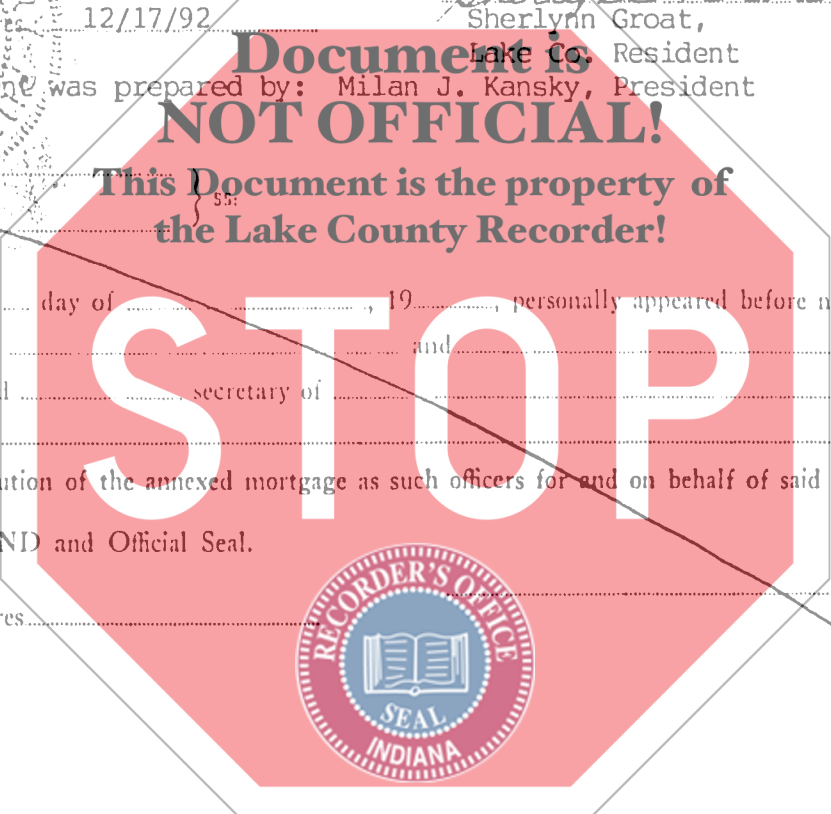 12/17/92 Sherlynn Groat,
Document is
Lake Co. Resident
nt was prepared by: Milan J. Kansky, President
NOT OFFICIAL!
This Document is the property of
} SS:
the Lake County Recorder!
day of , 19 , personally appeared before
STOP
and
secretary of
ution of the annexed mortgage as such officers for and on behalf of said
ND and Official Seal.
res
RECORDER'S OFFICE
SEAL
INDIANA